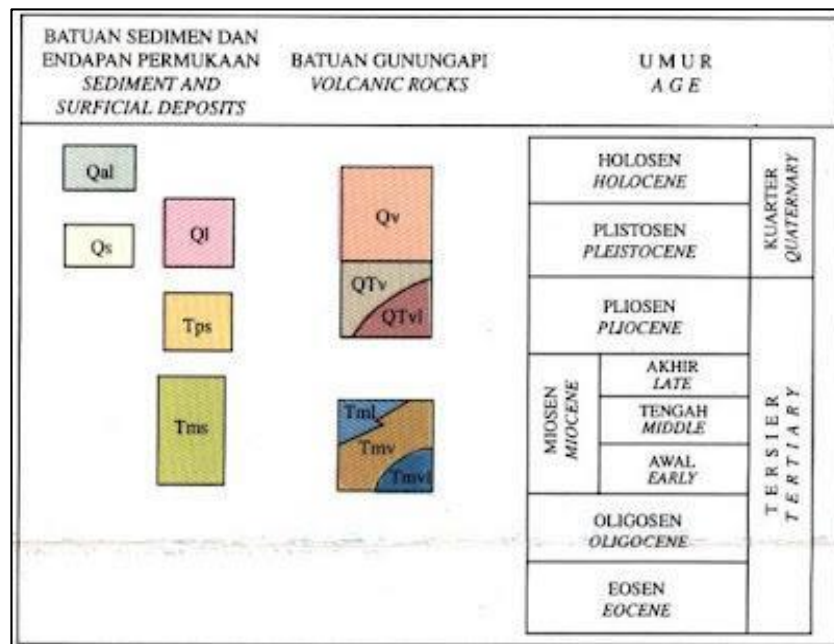 BATUAN SEDIMEN DAN
ENDAPAN PERMUKAAN
SEDIMENT AND
SURFICIAL DEPOSITS
BATUAN GUNUNGAPI
VOLCANIC ROCKS
U M U R
A G E
Qal
Qs
Ql
Tps
Tms
Qv
QTv
QTvl
Tml
Tmv
Tmvl
HOLOSEN
HOLOCENE
PLISTOSEN
PLEISTOCENE
PLIOSEN
PLIOCENE
MIOSEN
MIOCENE
AKHIR
LATE
TENGAH
MIDDLE
AWAL
EARLY
OLIGOSEN
OLIGOCENE
EOSEN
EOCENE
KUARTER
QUATERNARY
T E R S I E R
T E R T I A R Y